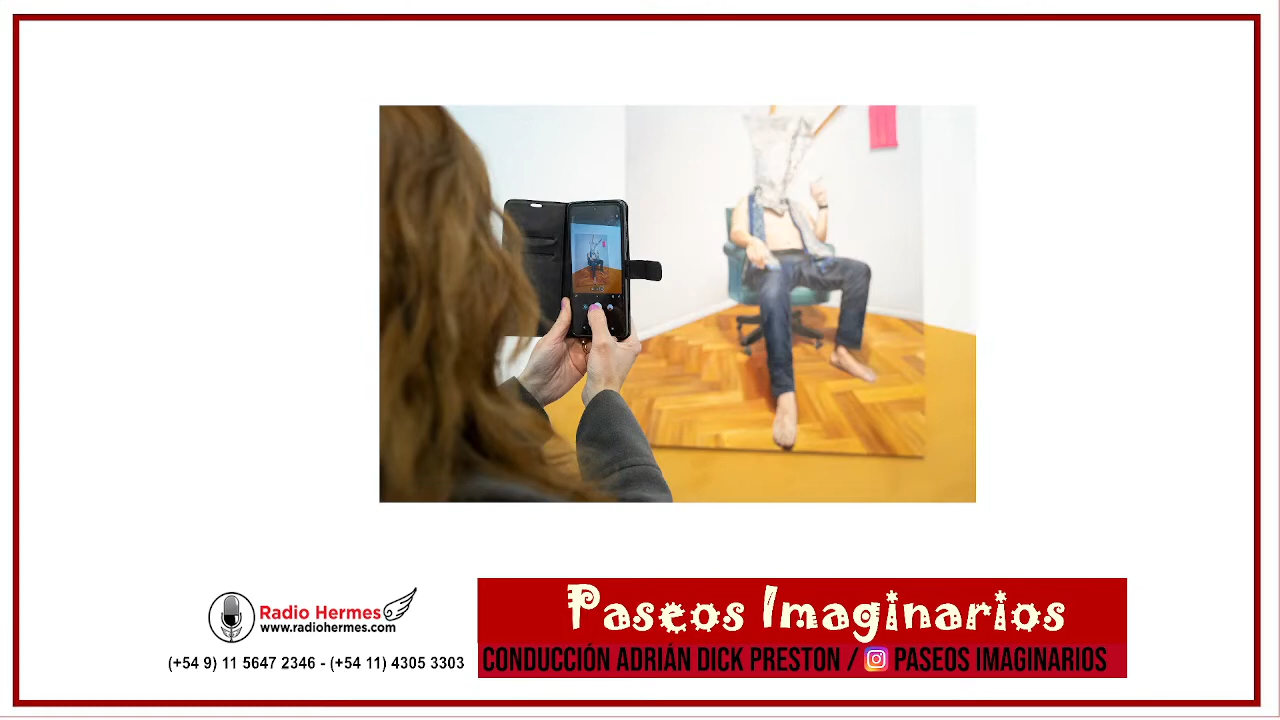 Radio Hermes
www.radiohermes.com
(+54 9) 11 5647 2346 - (+54 11) 4305 3303
Paseos Imaginarios
CONDUCCIÓN ADRIÁN DICK PRESTON / PASEOS IMAGINARIOS